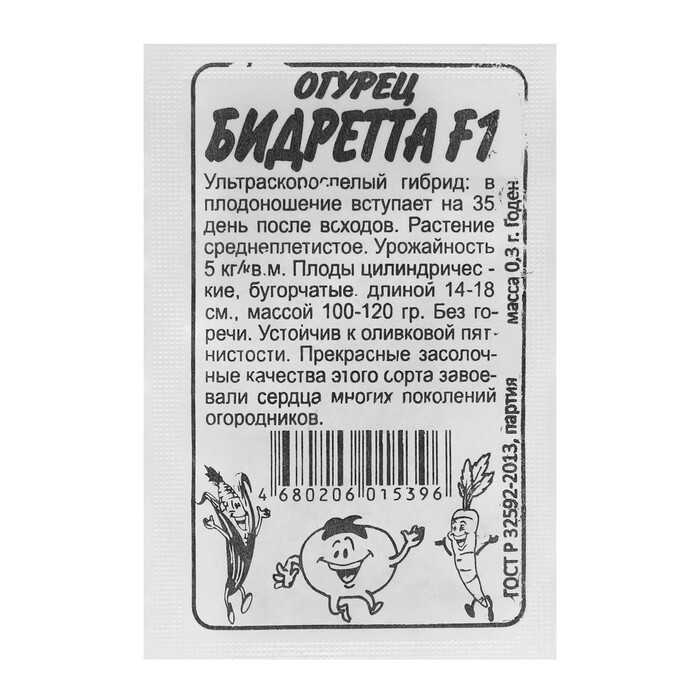 ОГУРЕЦ
БИДРЕТТА F1
Ультраскороспелый гибрид: в
плодоношение вступает на 35
день после всходов. Растение
среднеплетистое. Урожайность
5 кг/кв.м. Плоды цилиндричес -
кие, бугорчатые. длиной 14-18
см., массой 100-120 гр. Без го-
речи. Устойчив к оливковой пят-
нистости. Прекрасные засолоч-
ные качества этого сорта завое-
вали сердца многих поколений
огородников.
4 680206 015396
ГОСТ Р 32592-2013, партия
масса 0,3 г. Годен